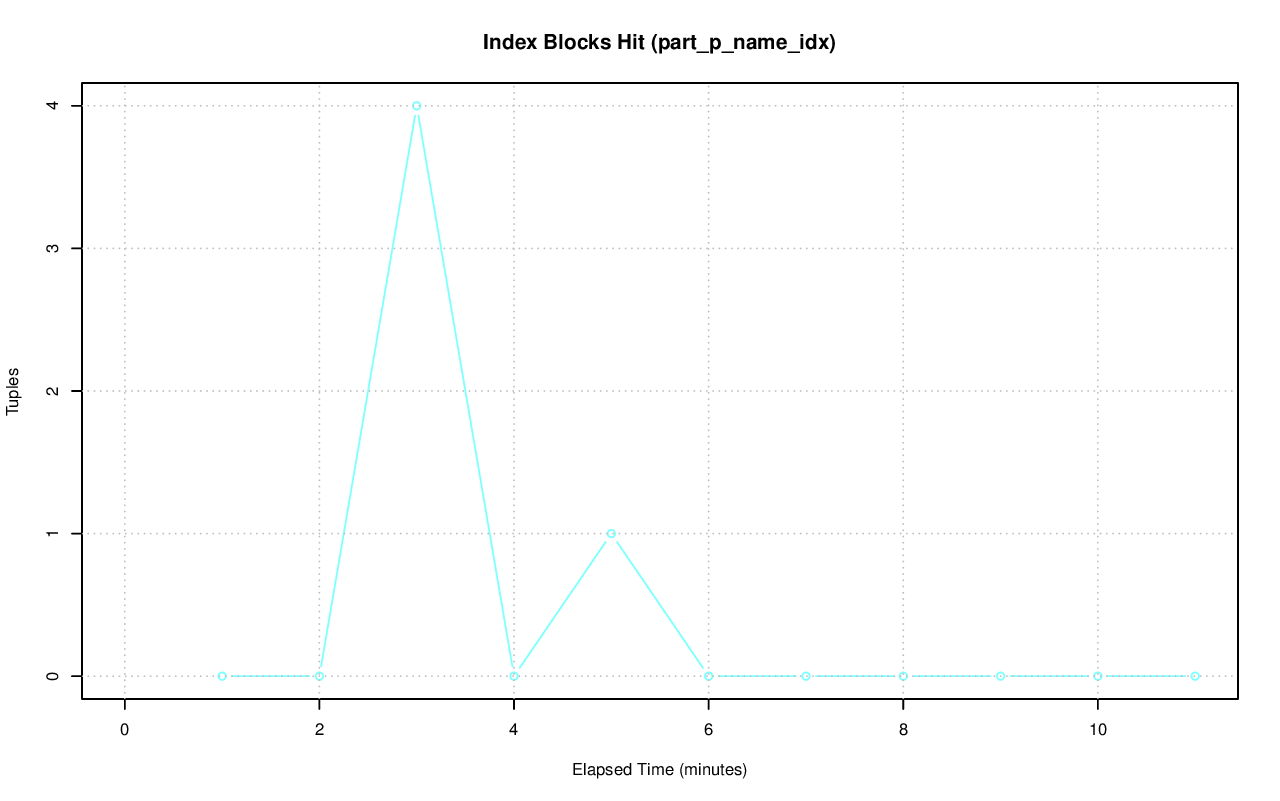 Index Blocks Hit (part_p_name_idx)
4
3
2
1
0
Tuples
0 2 4 6 8 10
Elapsed Time (minutes)